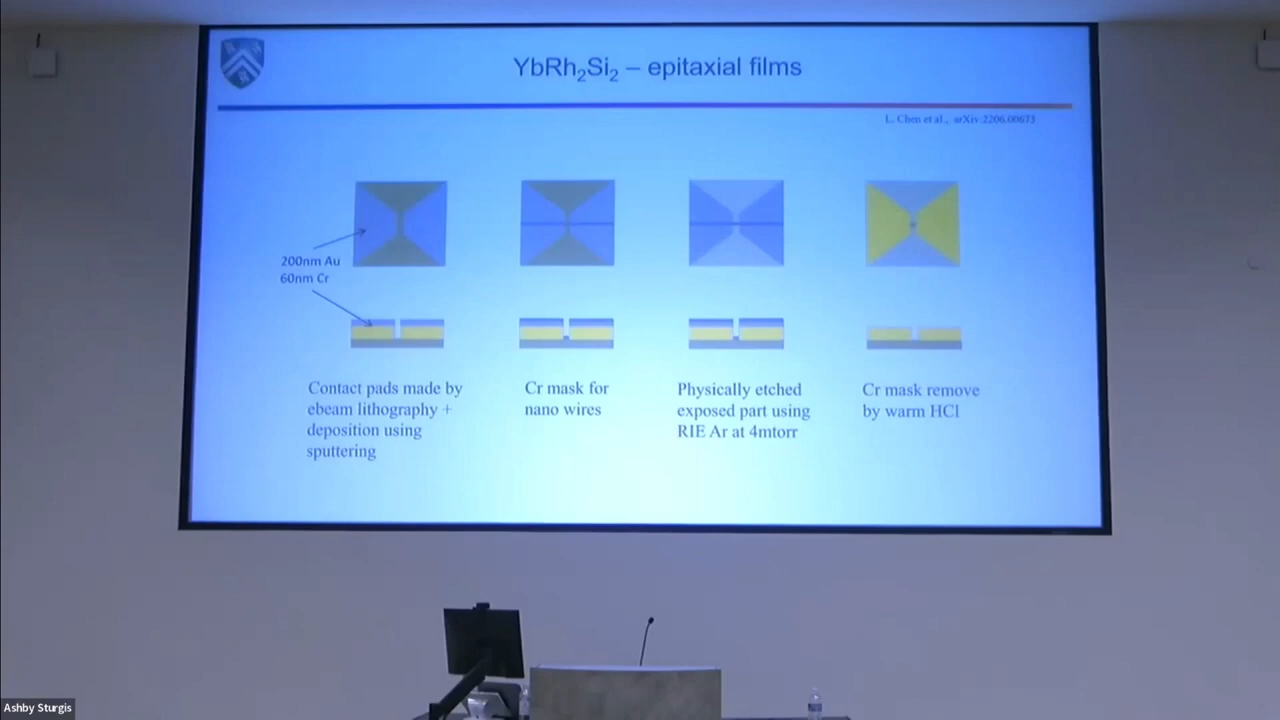 YbRh₂Si₂ – epitaxial films
L. Chen et al., arXiv:2206.00673
200nm Au
60nm Cr
Contact pads made by
ebeam lithography +
deposition using
sputtering
Cr mask for
nano wires
Physically etched
exposed part using
RIE Ar at 4mtorr
Cr mask remove
by warm HCl
Ashby Sturgis